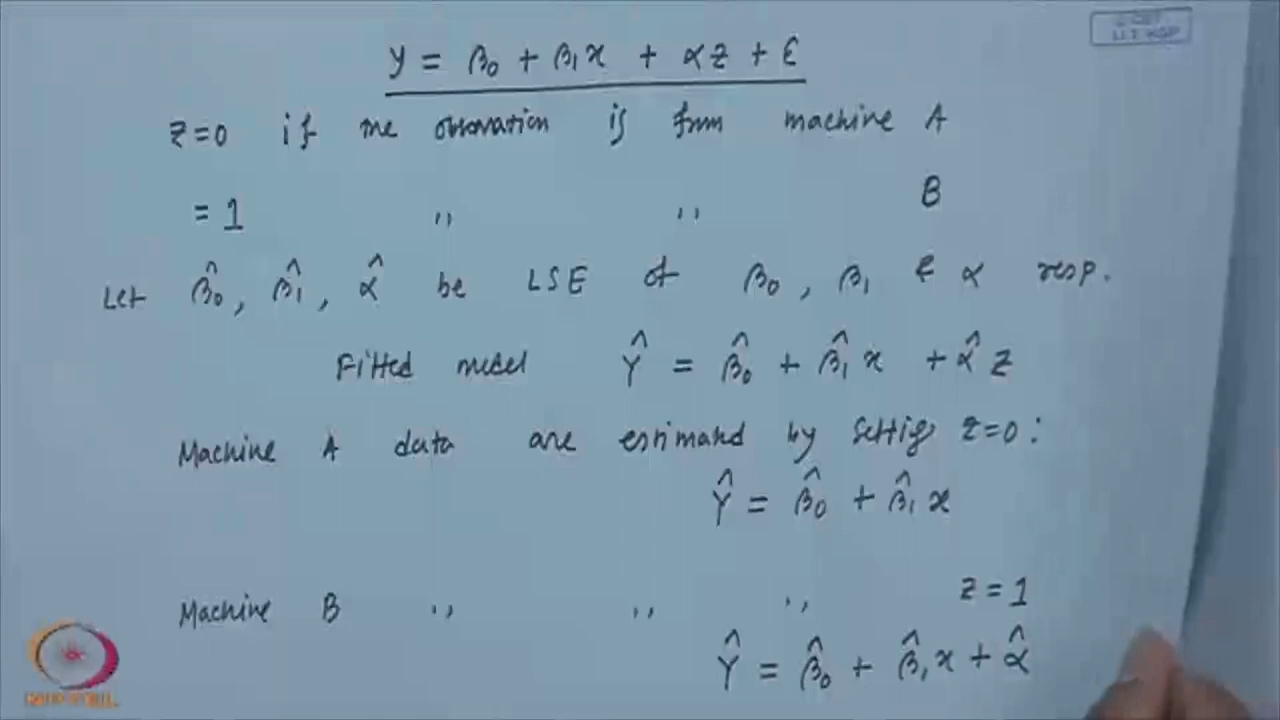 Y = β₀ + β₁x + αz + ε
z=0 if the observation is from machine A
= 1 ,, ,, B
Let β̂₀, β̂₁, α̂ be LSE of β₀, β₁ & α resp.
Fitted model Ŷ = β̂₀ + β̂₁x + α̂z
Machine A data are estimated by settig z=0:
Ŷ = β̂₀ + β̂₁x
Machine B ,, ,, ,, z=1
Ŷ = β̂₀ + β̂₁x + α̂